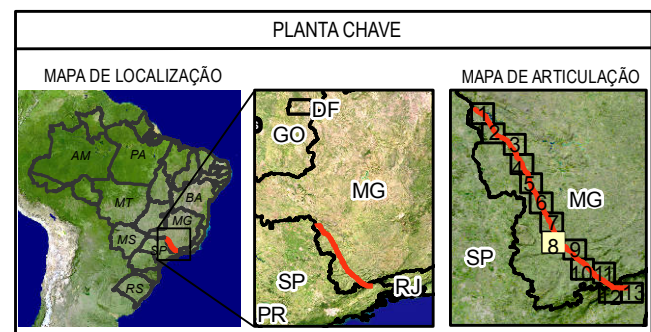 PLANTA CHAVE
MAPA DE LOCALIZAÇÃO
AM
PA
MT
BA
MG
MS
SP
RS
DF
GO
MG
SP
RJ
PR
MAPA DE ARTICULAÇÃO
1
2
3
4
5
MG
6
7
8
9
SP
10
11
12
13